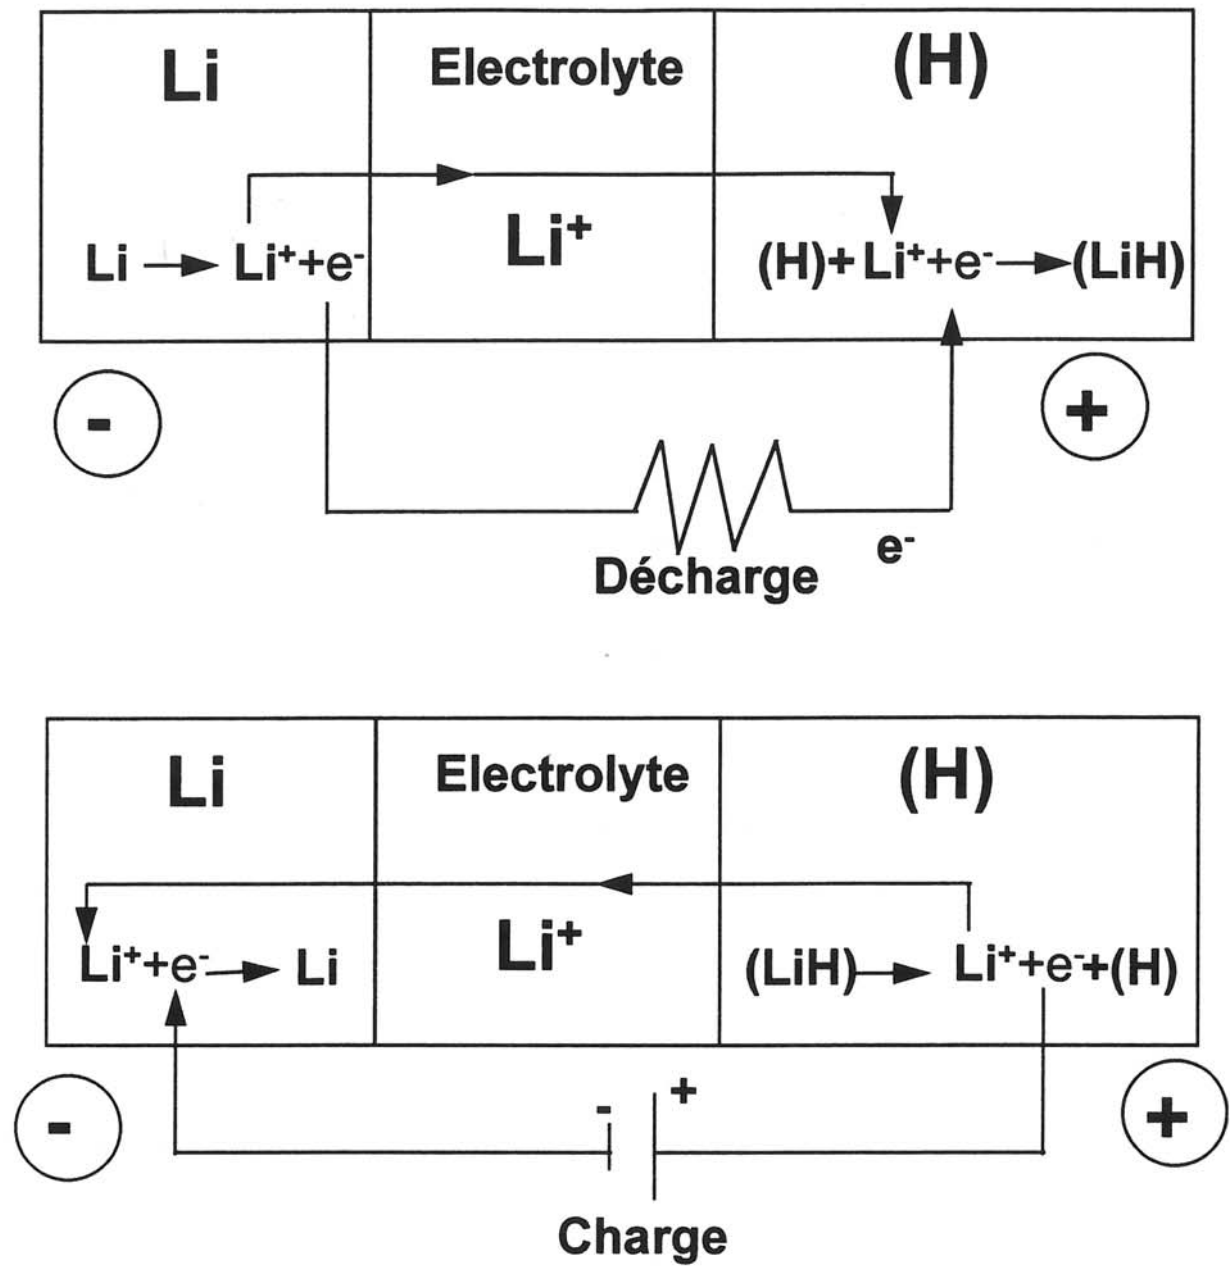 Li Electrolyte (H)
Li⁺
Li → Li⁺+e⁻ (H)+Li⁺+e⁻ → (LiH)
- +
e⁻
Décharge
Li Electrolyte (H)
Li⁺+e⁻ → Li Li⁺ (LiH) → Li⁺+e⁻+(H)
- - + +
Charge